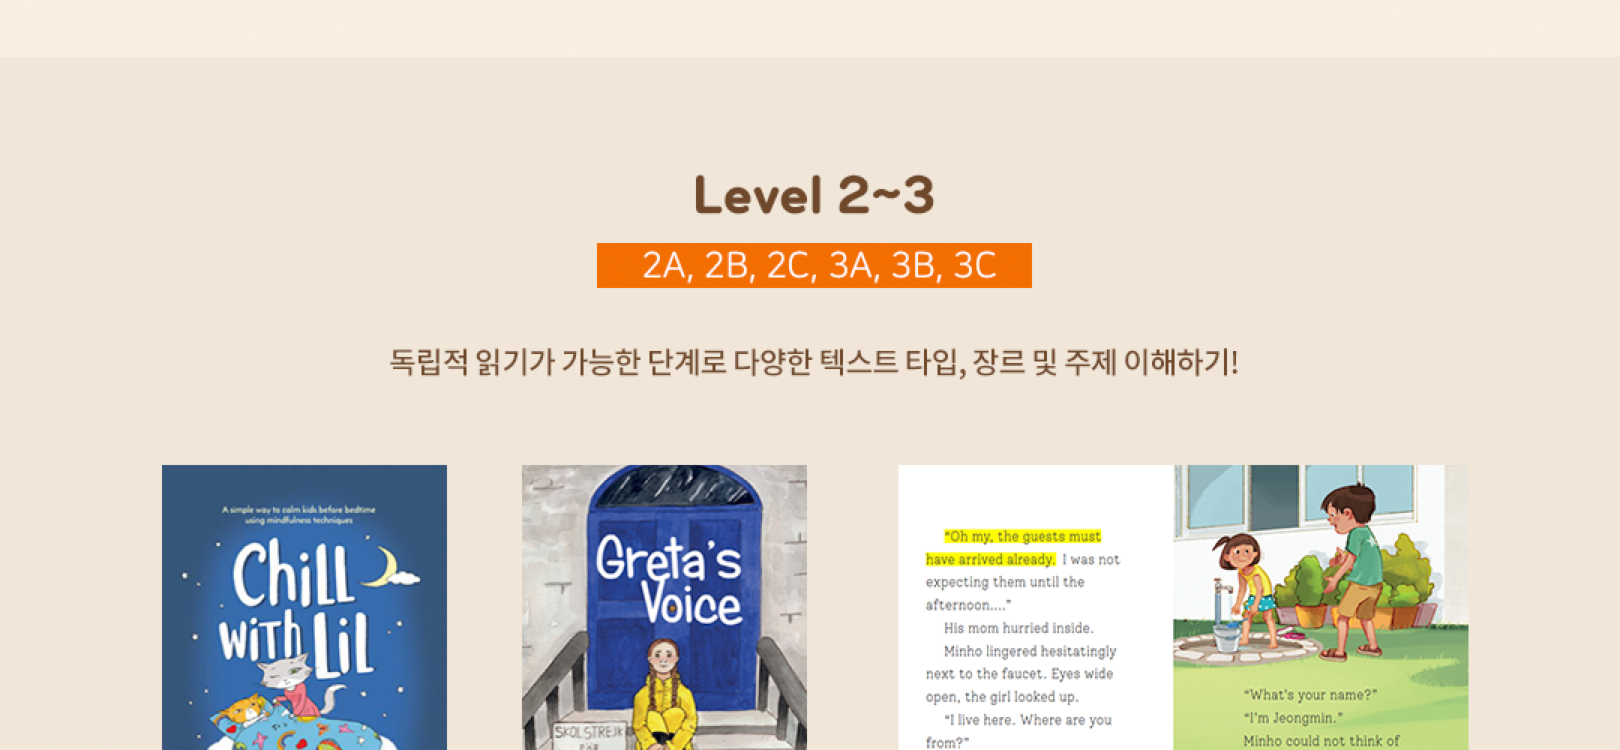 Level 2~3
2A, 2B, 2C, 3A, 3B, 3C
독립적 읽기가 가능한 단계로 다양한 텍스트 타입, 장르 및 주제 이해하기!
A simple way to calm kids before bedtime
using mindfulness techniques
Chill
with Lil
Greta's
Voice
SKOLSTREJK
FÖR
“Oh my, the guests must
have arrived already. I was not
expecting them until the
afternoon....”
His mom hurried inside.
Minho lingered hesitatingly
next to the faucet. Eyes wide
open, the girl looked up.
“I live here. Where are you
from?”
“What's your name?”
“I'm Jeongmin.”
Minho could not think of